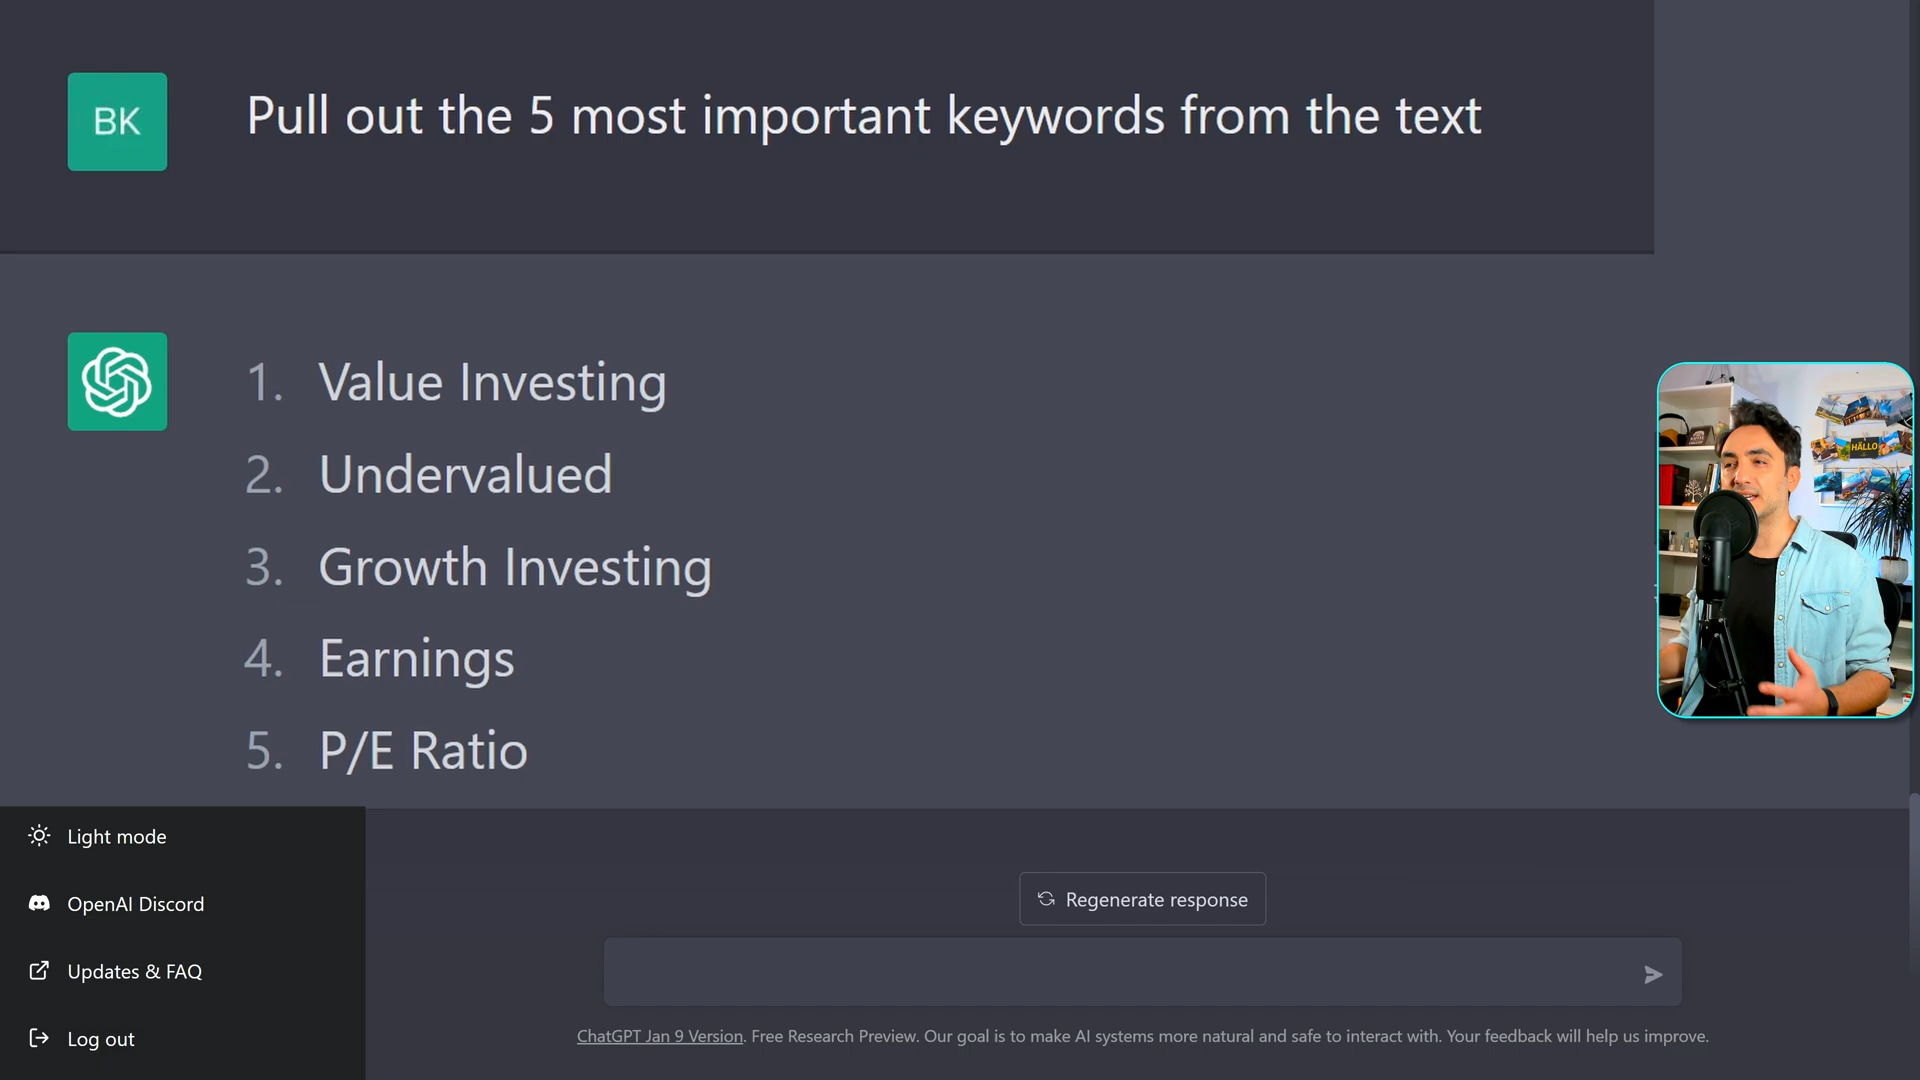 BK
Pull out the 5 most important keywords from the text
1. Value Investing
2. Undervalued
3. Growth Investing
4. Earnings
5. P/E Ratio
HALLO
Light mode
OpenAI Discord
Updates & FAQ
Log out
Regenerate response
ChatGPT Jan 9 Version. Free Research Preview. Our goal is to make AI systems more natural and safe to interact with. Your feedback will help us improve.